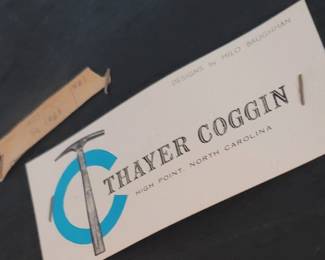 DESIGNS BY MILO BAUGHMAN
THAYER COGGIN
HIGH POINT, NORTH CAROLINA